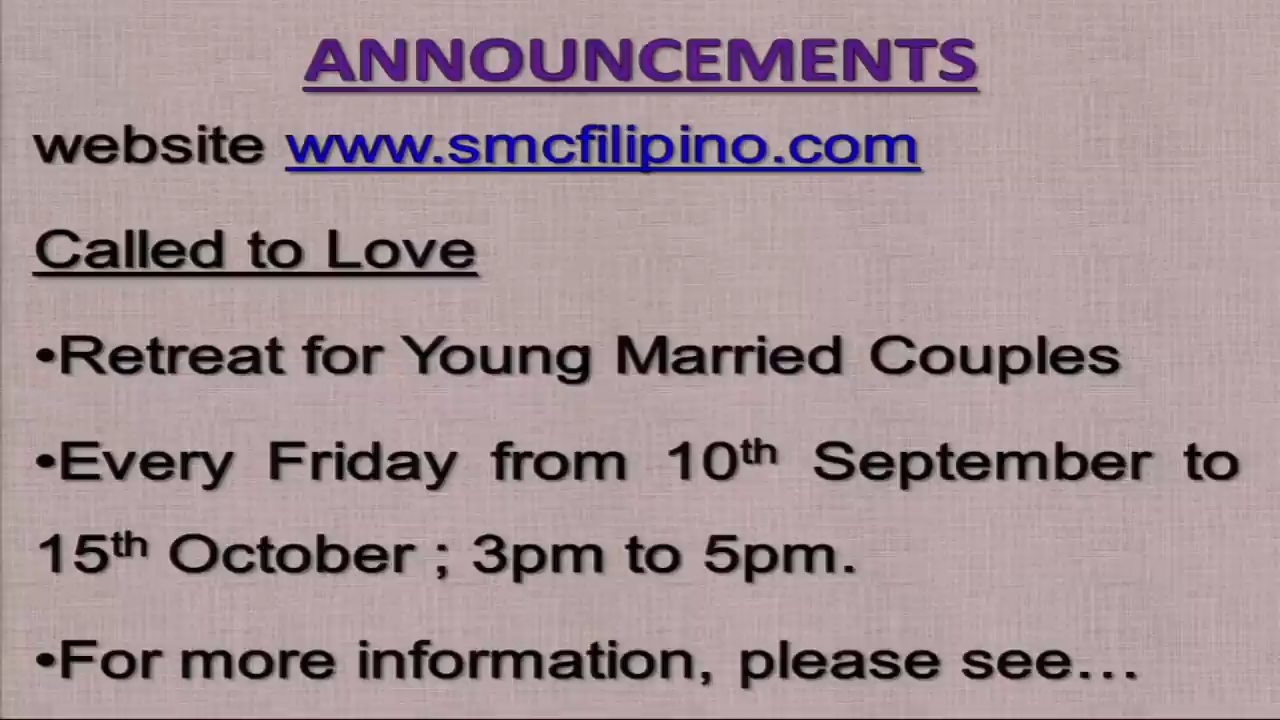 ANNOUNCEMENTS
website www.smcfilipino.com
Called to Love
•Retreat for Young Married Couples
•Every Friday from 10th September to
15th October ; 3pm to 5pm.
•For more information, please see…